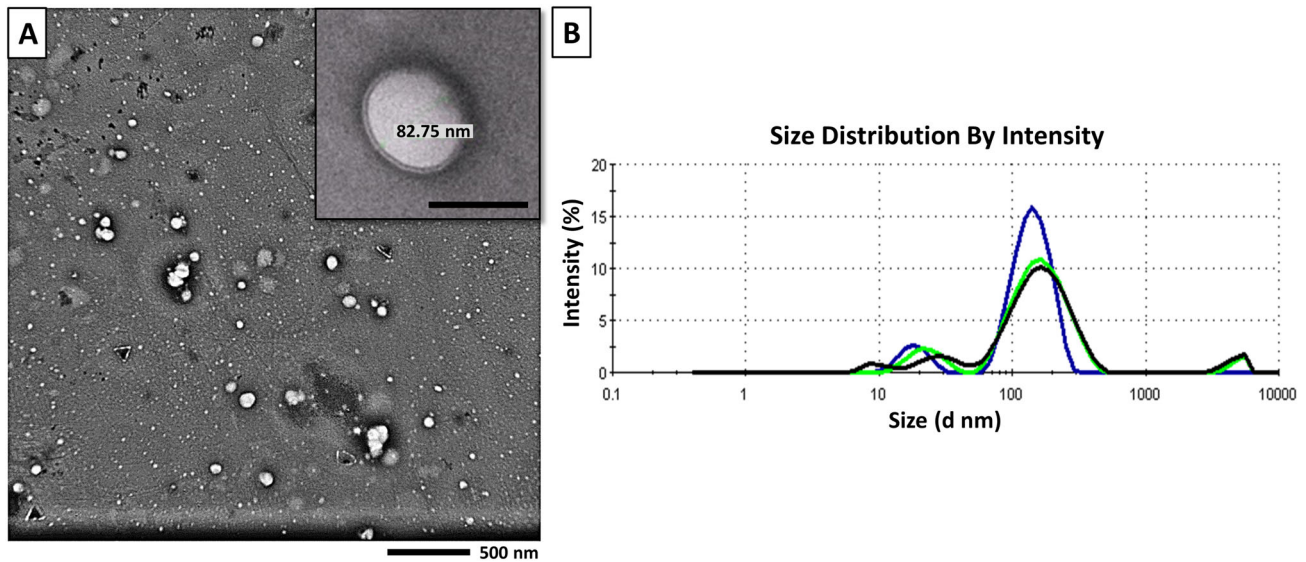 A
82.75 nm
500 nm
B
Size Distribution By Intensity
Intensity (%)
20
15
10
5
0
0.1
1
10
100
1000
10000
Size (d nm)